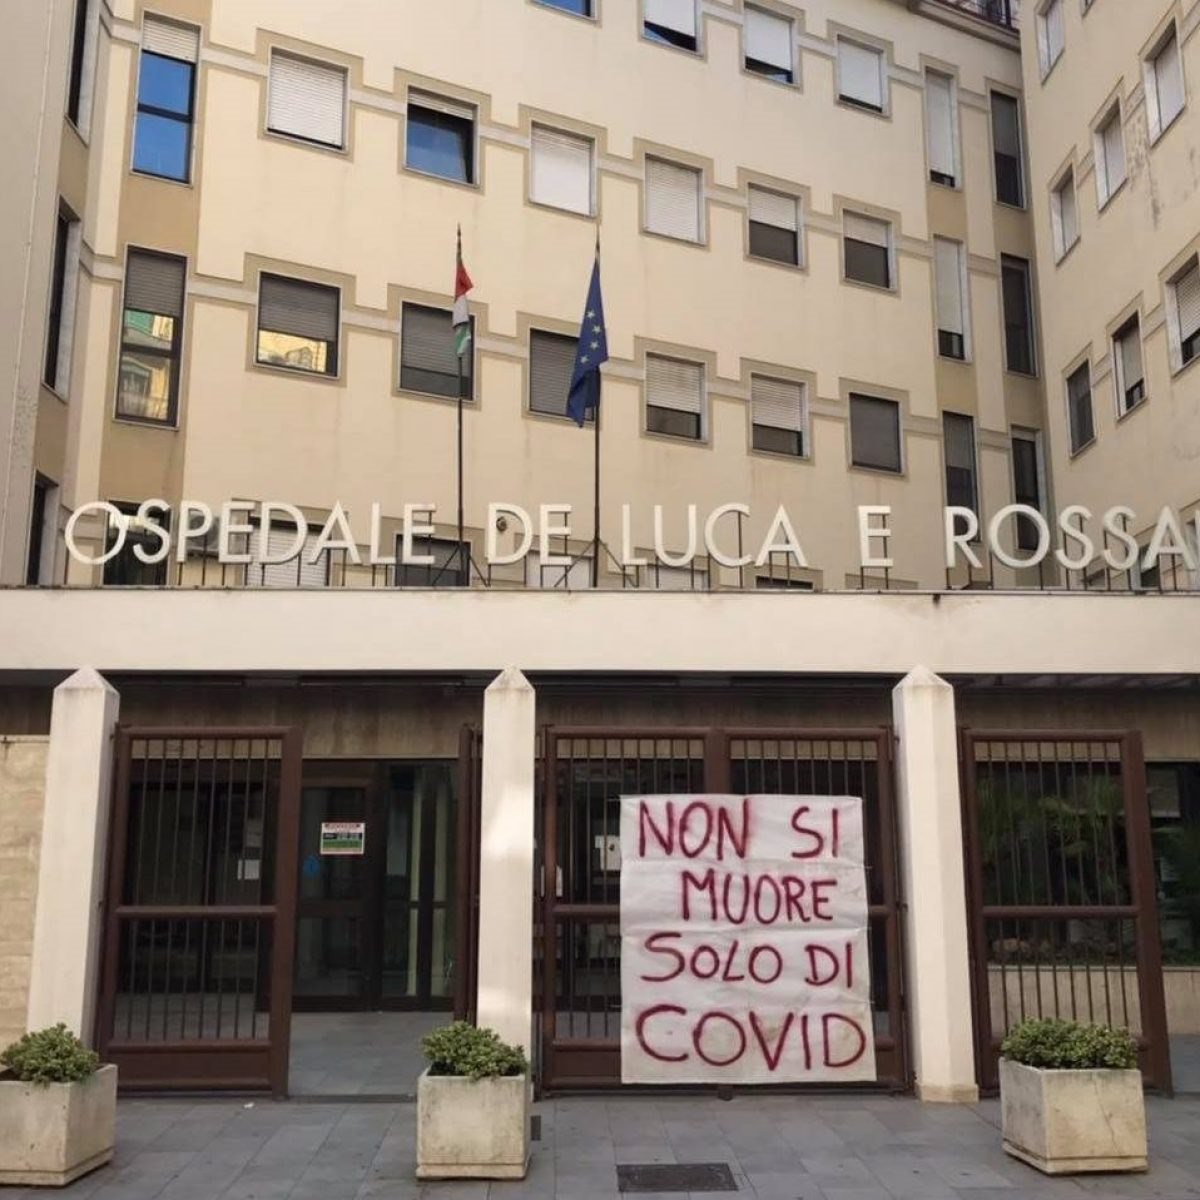 OSPEDALE DE LUCA E ROSSA
NON SI
MUORE
SOLO DI
COVID